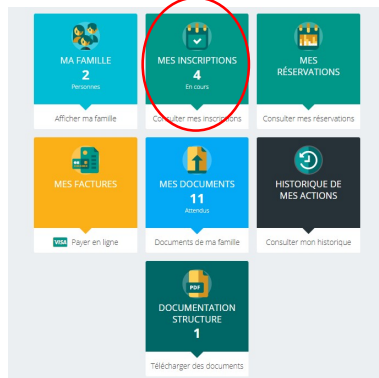 MA FAMILLE
2
Personnes
Afficher ma famille
MES INSCRIPTIONS
4
En cours
Consulter mes inscriptions
MES
RÉSERVATIONS
Consulter mes réservations
MES FACTURES
VISA Payer en ligne
MES DOCUMENTS
11
Attendus
Documents de ma famille
HISTORIQUE DE
MES ACTIONS
Consulter mon historique
PDF
DOCUMENTATION
STRUCTURE
1
Télécharger des documents